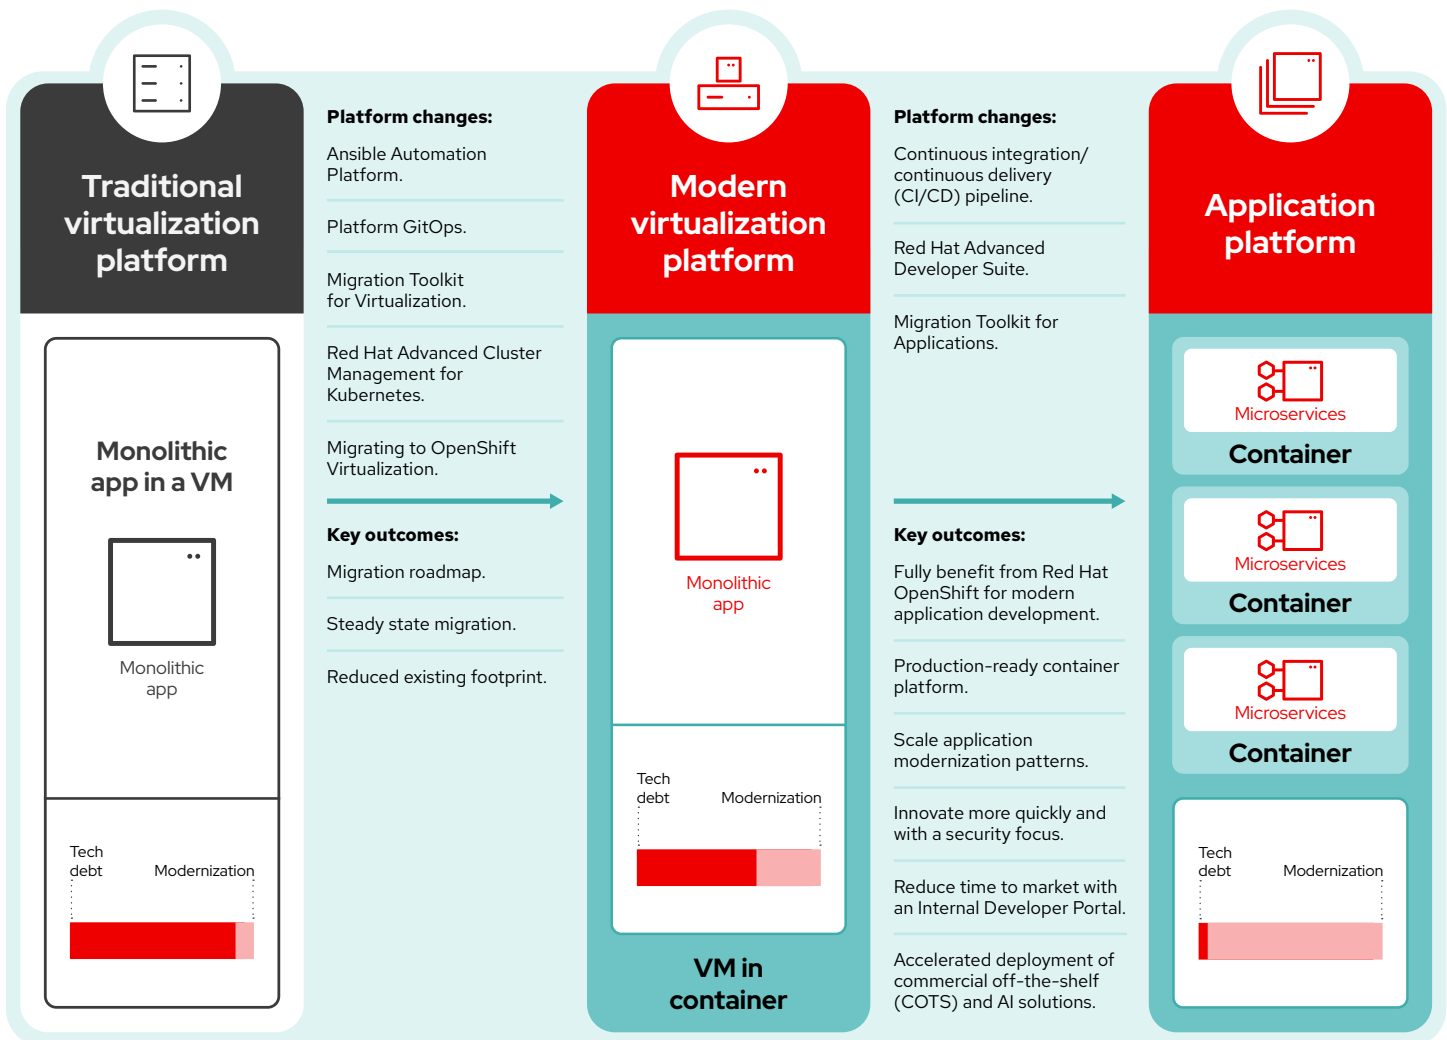 Traditional
virtualization
platform
Monolithic
app in a VM
Monolithic
app
Tech
debt
Modernization
Platform changes:
Ansible Automation
Platform.
Platform GitOps.
Migration Toolkit
for Virtualization.
Red Hat Advanced Cluster
Management for
Kubernetes.
Migrating to OpenShift
Virtualization.
Key outcomes:
Migration roadmap.
Steady state migration.
Reduced existing footprint.
Modern
virtualization
platform
Monolithic
app
Tech
debt
Modernization
VM in
container
Platform changes:
Continuous integration/
continuous delivery
(CI/CD) pipeline.
Red Hat Advanced
Developer Suite.
Migration Toolkit for
Applications.
Key outcomes:
Fully benefit from Red Hat
OpenShift for modern
application development.
Production-ready container
platform.
Scale application
modernization patterns.
Innovate more quickly and
with a security focus.
Reduce time to market with
an Internal Developer Portal.
Accelerated deployment of
commercial off-the-shelf
(COTS) and AI solutions.
Application
platform
Microservices
Container
Microservices
Container
Microservices
Container
Tech
debt
Modernization